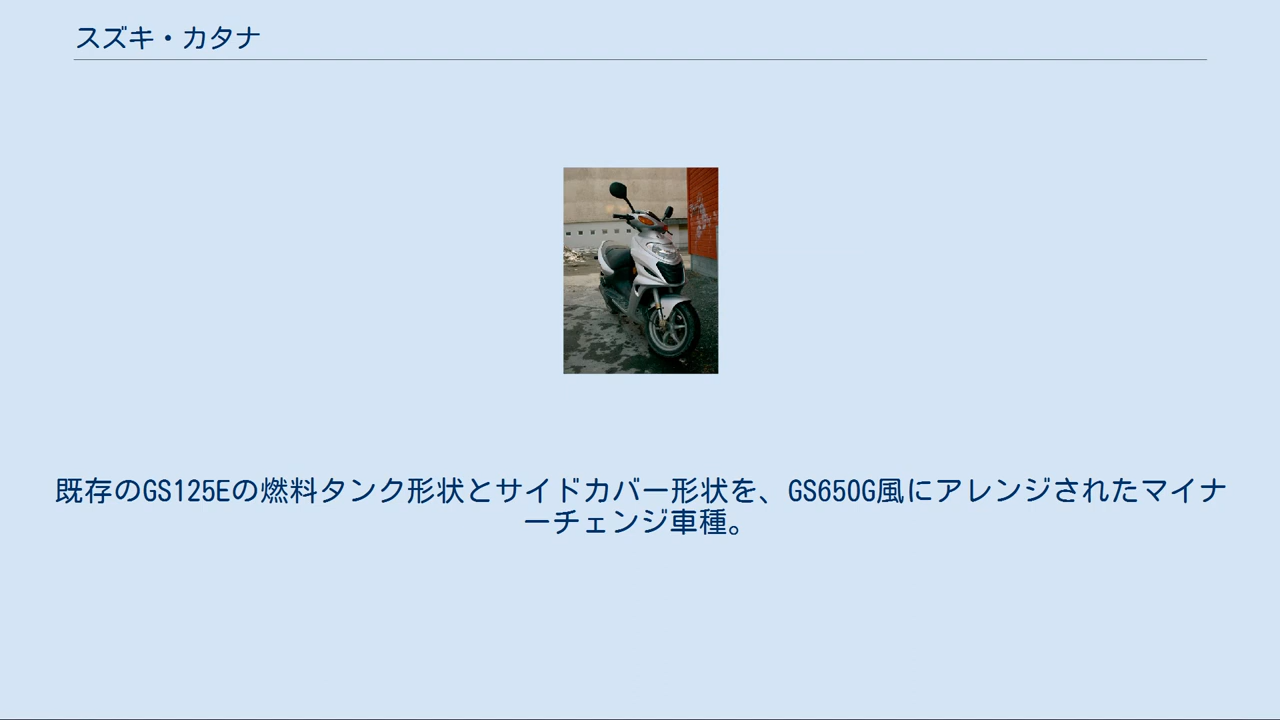 スズキ・カタナ
既存のGS125Eの燃料タンク形状とサイドカバー形状を、GS650G風にアレンジされたマイナ
ーチェンジ車種。